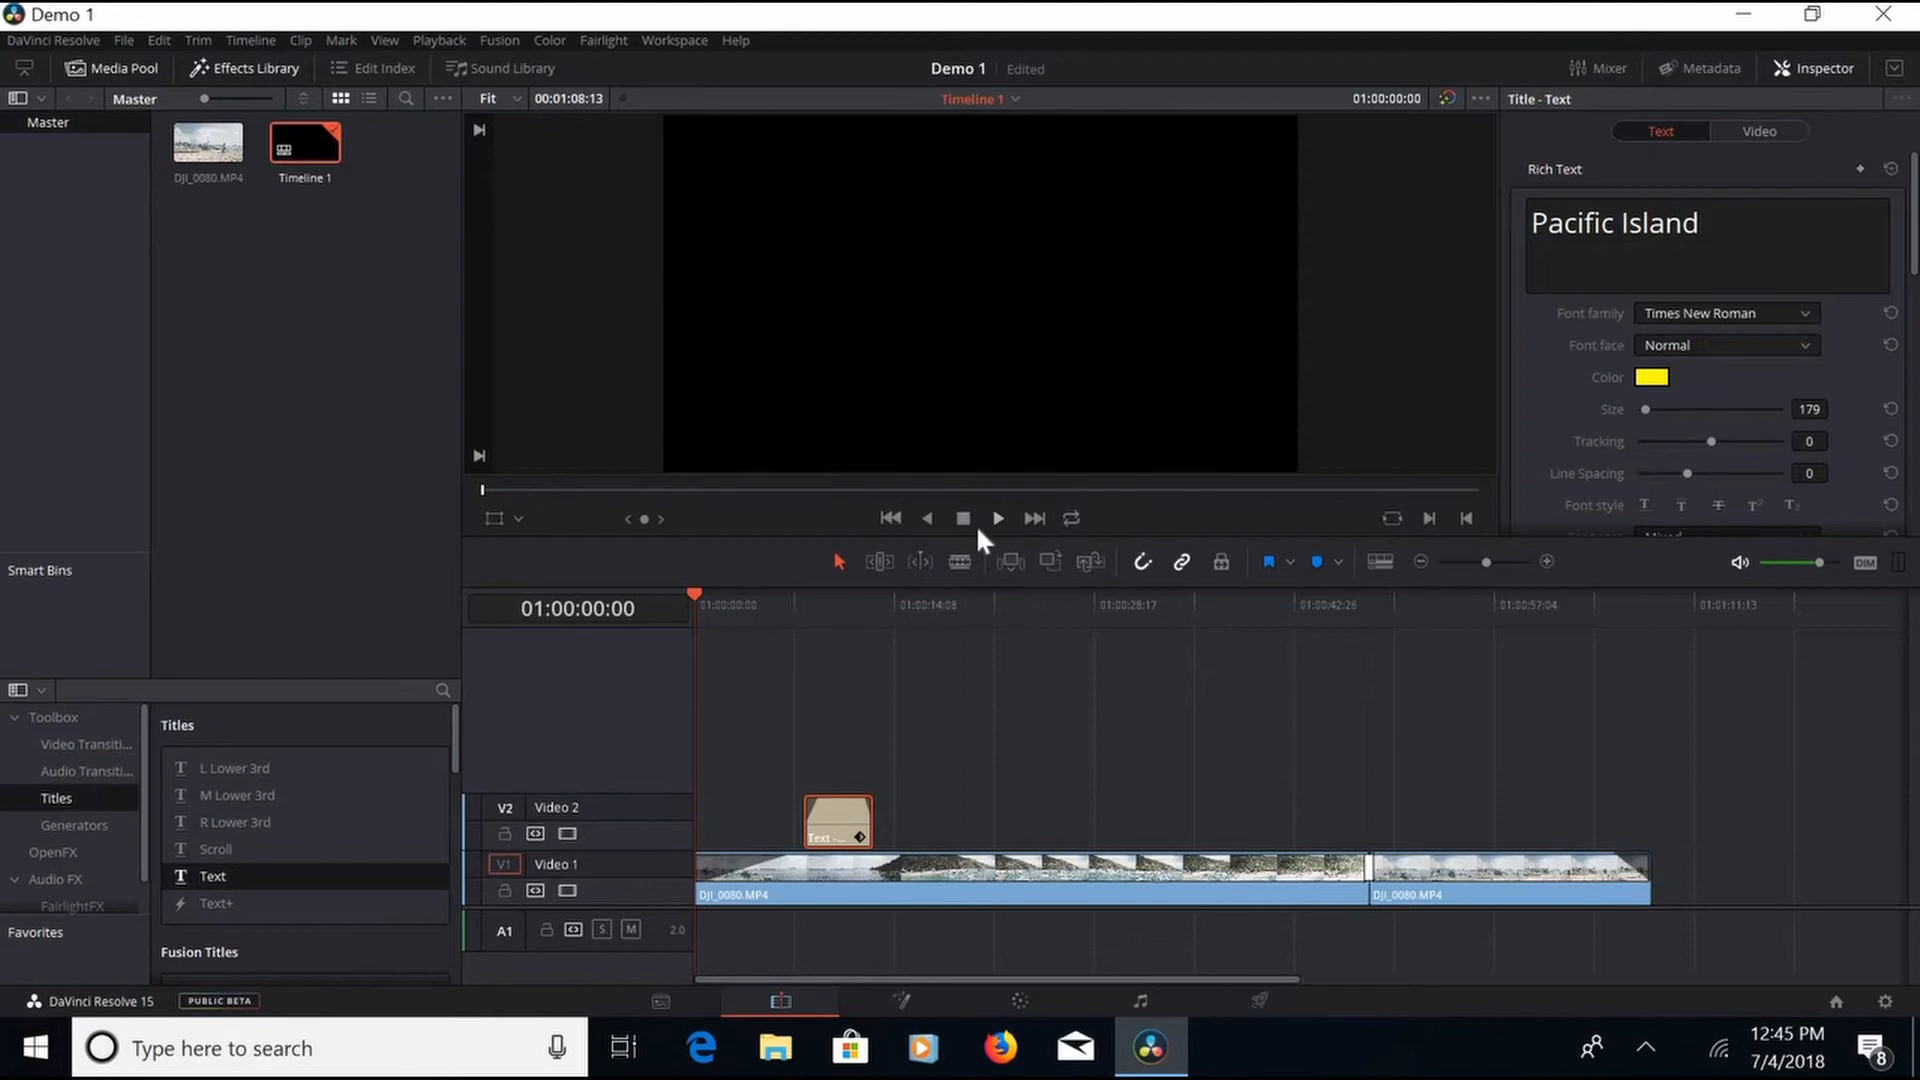 Demo 1
DaVinci Resolve File Edit Trim Timeline Clip Mark View Playback Fusion Color Fairlight Workspace Help
Media Pool Effects Library Edit Index Sound Library Demo 1 Edited Mixer Metadata Inspector
Master Fit 00:01:08:13 Timeline 1 01:00:00:00 Title - Text
Master
DJI_0080.MP4 Timeline 1
Text Video
Rich Text
Pacific Island
Font family Times New Roman
Font face Normal
Color
Size 179
Tracking 0
Line Spacing 0
Font style T T T T² T₂
Smart Bins
DIM
01:00:00:00 01:00:00:00 01:00:14:08 01:00:28:17 01:00:42:26 01:00:57:04 01:01:11:13
Toolbox
Video Transiti...
Audio Transiti...
Titles
Generators
OpenFX
Audio FX
FairlightFX
Favorites
Titles
L Lower 3rd
M Lower 3rd
R Lower 3rd
Scroll
Text
Text+
Fusion Titles
V2 Video 2
Text -...
V1 Video 1
DJI_0080.MP4 DJI_0080.MP4
A1 S M 2.0
DaVinci Resolve 15 PUBLIC BETA
Type here to search
12:45 PM
7/4/2018
8